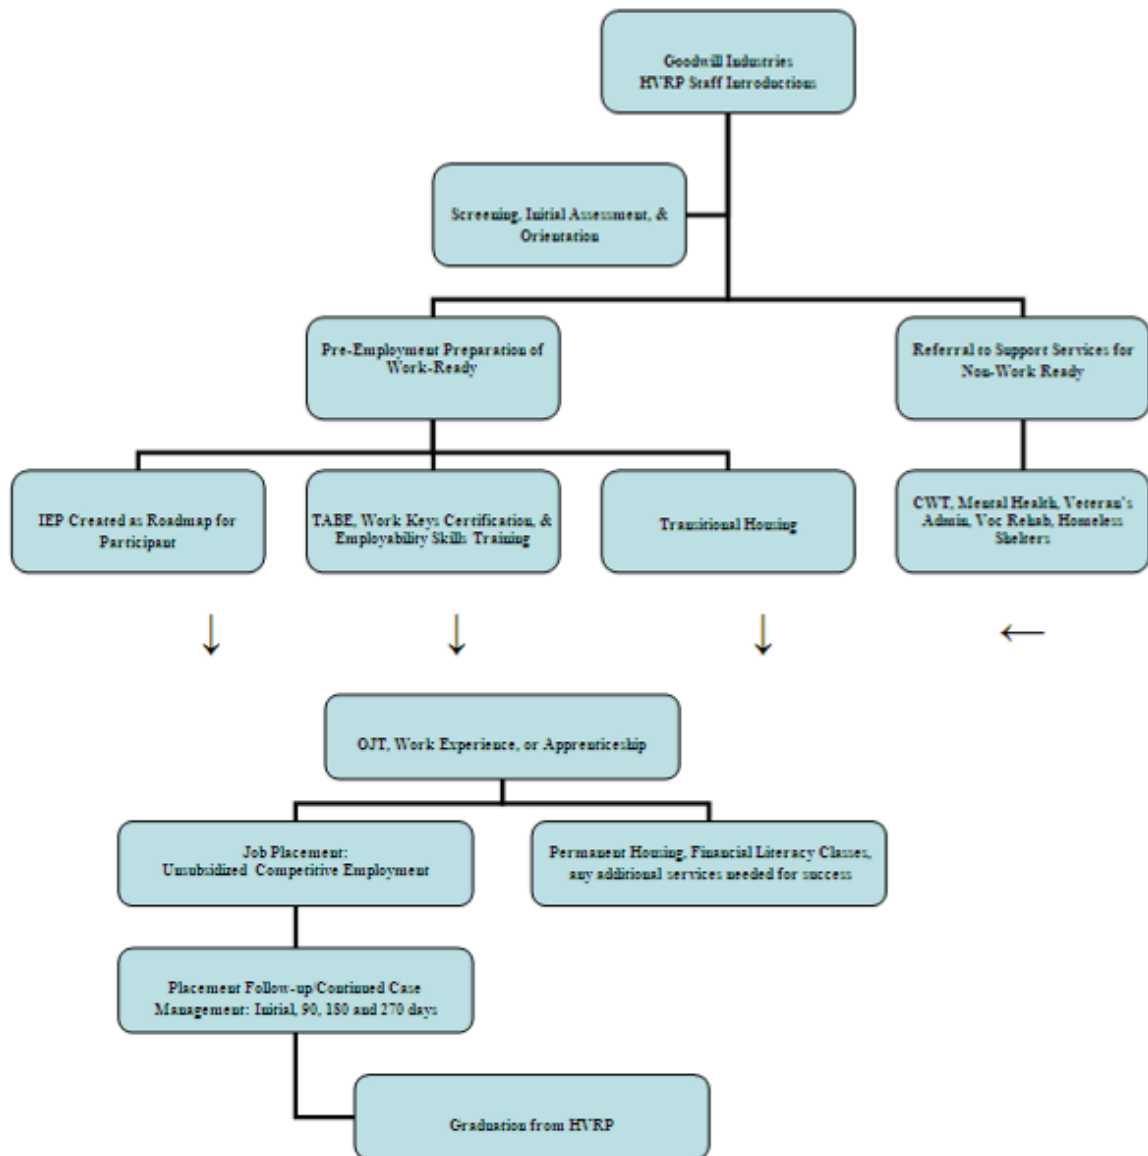 Goodwill Industries
HVRP Staff Introductions
Screening, Initial Assessment, &
Orientation
Pre-Employment Preparation of
Work-Ready
Referral to Support Services for
Non-Work Ready
IEP Created as Roadmap for
Participant
TABE, Work Keys Certification, &
Employability Skills Training
Transitional Housing
CWT, Mental Health, Veteran's
Admin, Voc Rehab, Homeless
Shelters
↓ ↓ ↓ ←
OJT, Work Experience, or Apprenticeship
Job Placement:
Unsubsidized Competitive Employment
Permanent Housing, Financial Literacy Classes,
any additional services needed for success
Placement Follow-up/Continued Case
Management: Initial, 90, 180 and 270 days
Graduation from HVRP